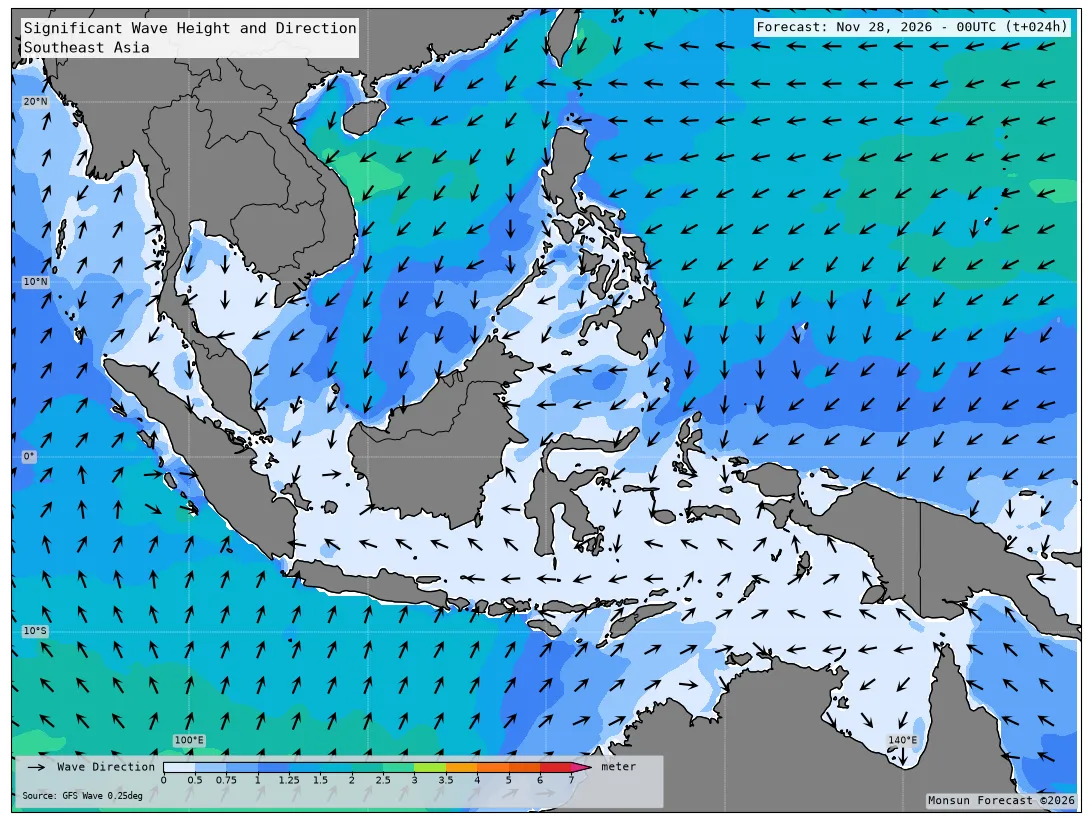 Significant Wave Height and Direction
Southeast Asia
Forecast: Nov 28, 2026 - 00UTC (t+024h)
20°N
10°N
0°
10°S
100°E
140°E
Wave Direction
0 0.5 0.75 1 1.25 1.5 2 2.5 3 3.5 4 5 6 7
meter
Source: GFS Wave 0.25deg
Monsun Forecast ©2026